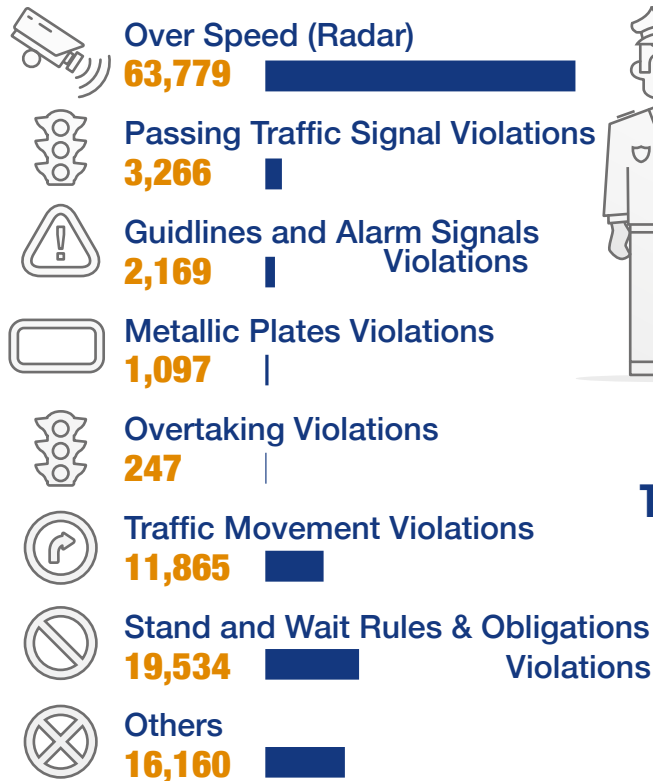 Over Speed (Radar)
63,779
Passing Traffic Signal Violations
3,266
Guidlines and Alarm Signals
Violations
2,169
Metallic Plates Violations
1,097
Overtaking Violations
247
Traffic Movement Violations
11,865
Stand and Wait Rules & Obligations
19,534
Violations
Others
16,160